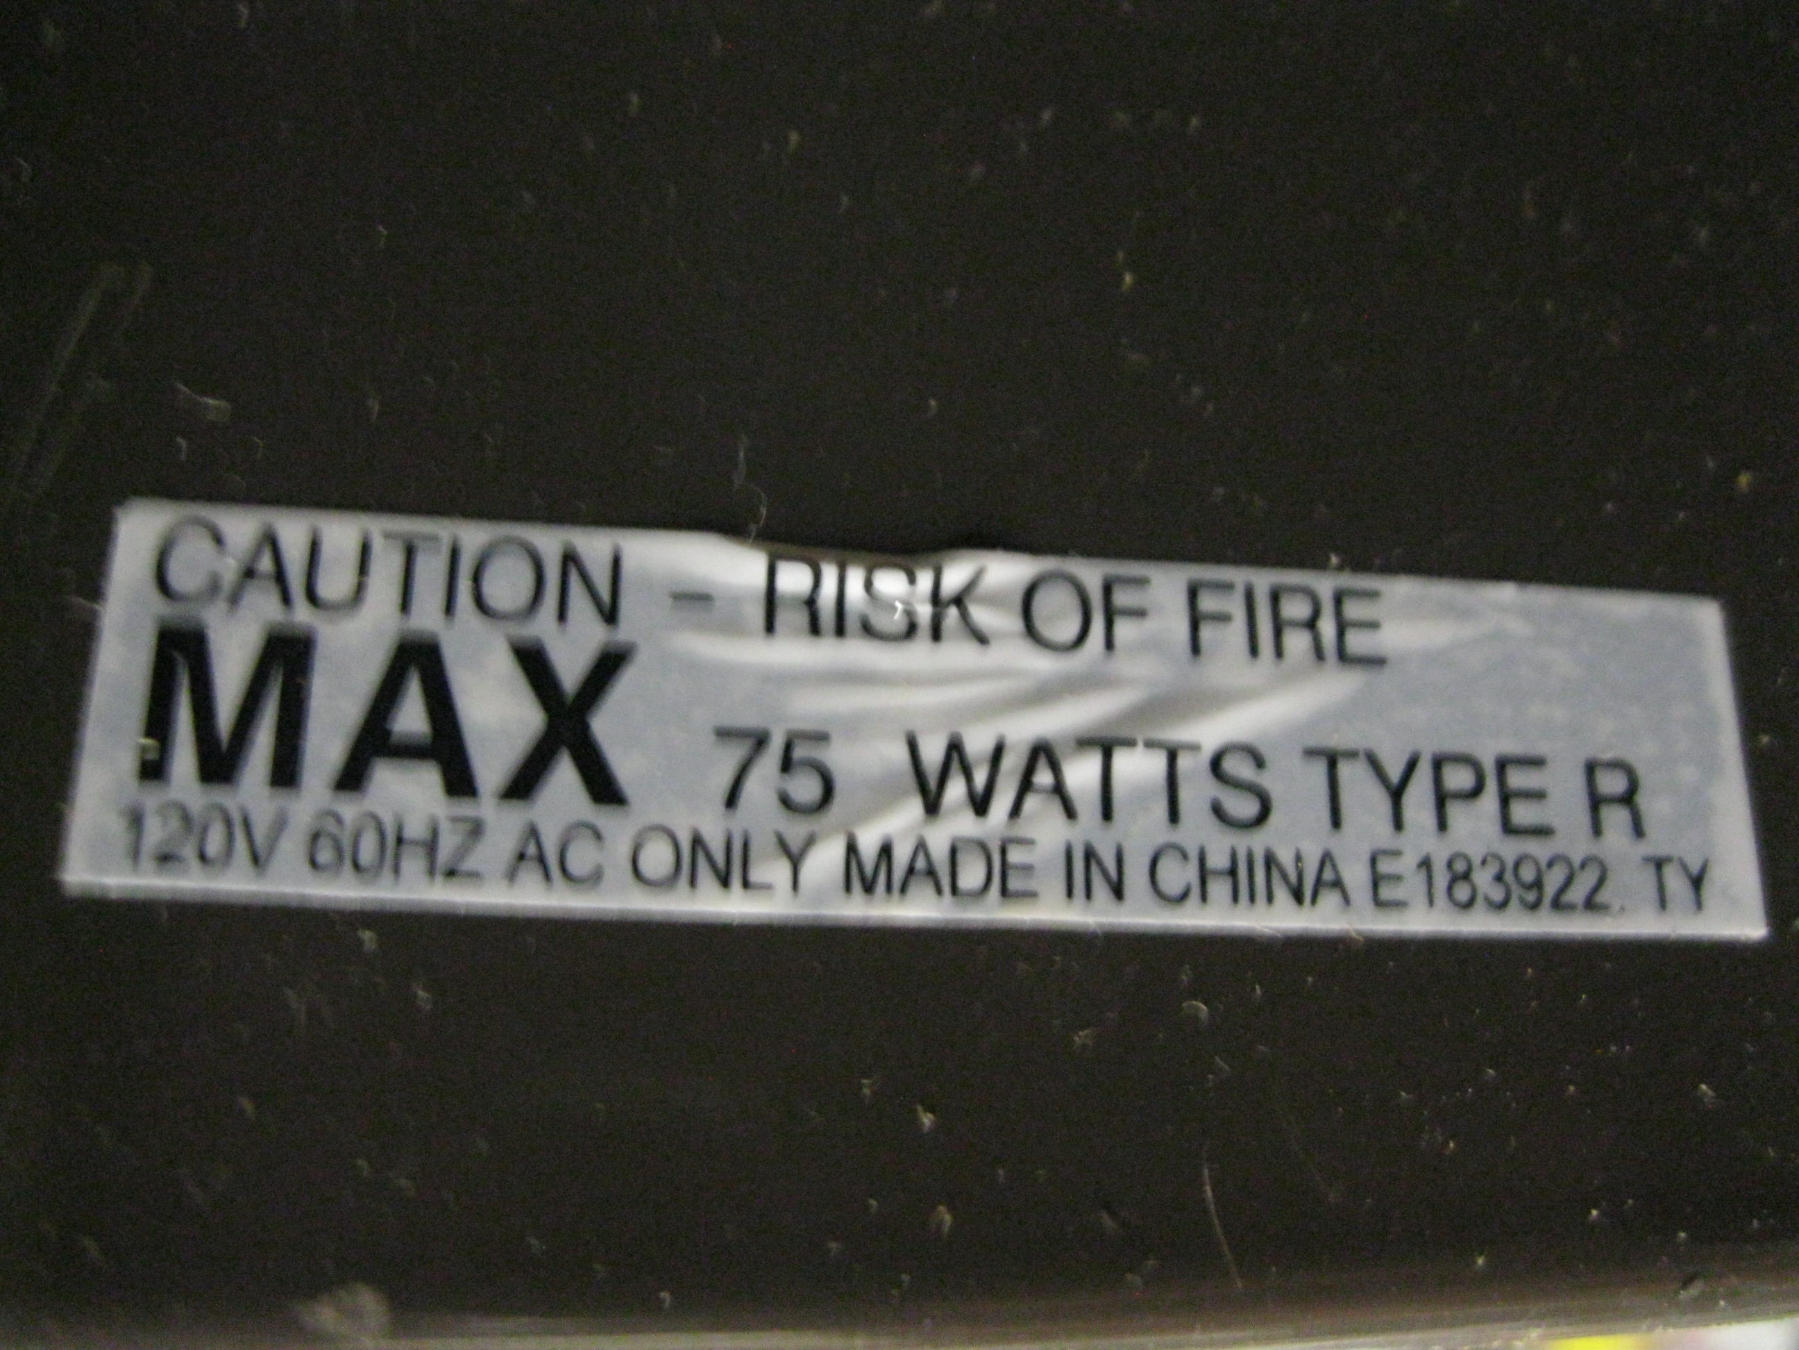 CAUTION - RISK OF FIRE
MAX 75 WATTS TYPE R
120V 60HZ AC ONLY MADE IN CHINA E183922. TY